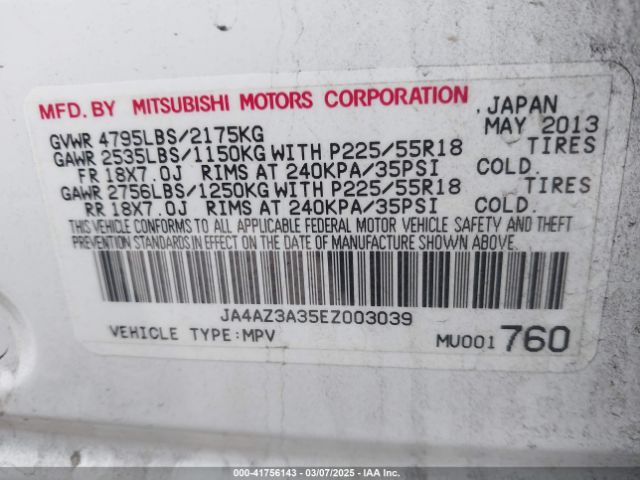 MFD. BY MITSUBISHI MOTORS CORPORATION , JAPAN
GVWR 4795LBS/2175KG MAY 2013
GAWR 2535LBS/1150KG WITH P225/55R18 TIRES
FR 18X7.0J RIMS AT 240KPA/35PSI COLD.
GAWR 2756LBS/1250KG WITH P225/55R18 TIRES
RR 18X7.0J RIMS AT 240KPA/35PSI COLD.
THIS VEHICLE CONFORMS TO ALL APPLICABLE FEDERAL MOTOR VEHICLE SAFETY AND THEFT
PREVENTION STANDARDS IN EFFECT ON THE DATE OF MANUFACTURE SHOWN ABOVE.
JA4AZ3A35EZ003039
VEHICLE TYPE:MPV MU001 760
000-41756143 - 03/07/2025 - IAA Inc.